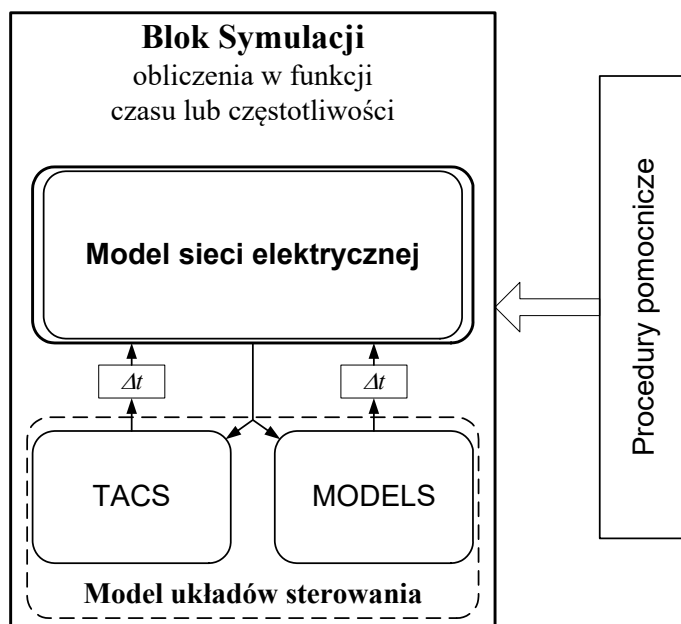 Blok Symulacji
obliczenia w funkcji
czasu lub częstotliwości
Model sieci elektrycznej
Δt
Δt
TACS
MODELS
Model układów sterowania
Procedury pomocnicze